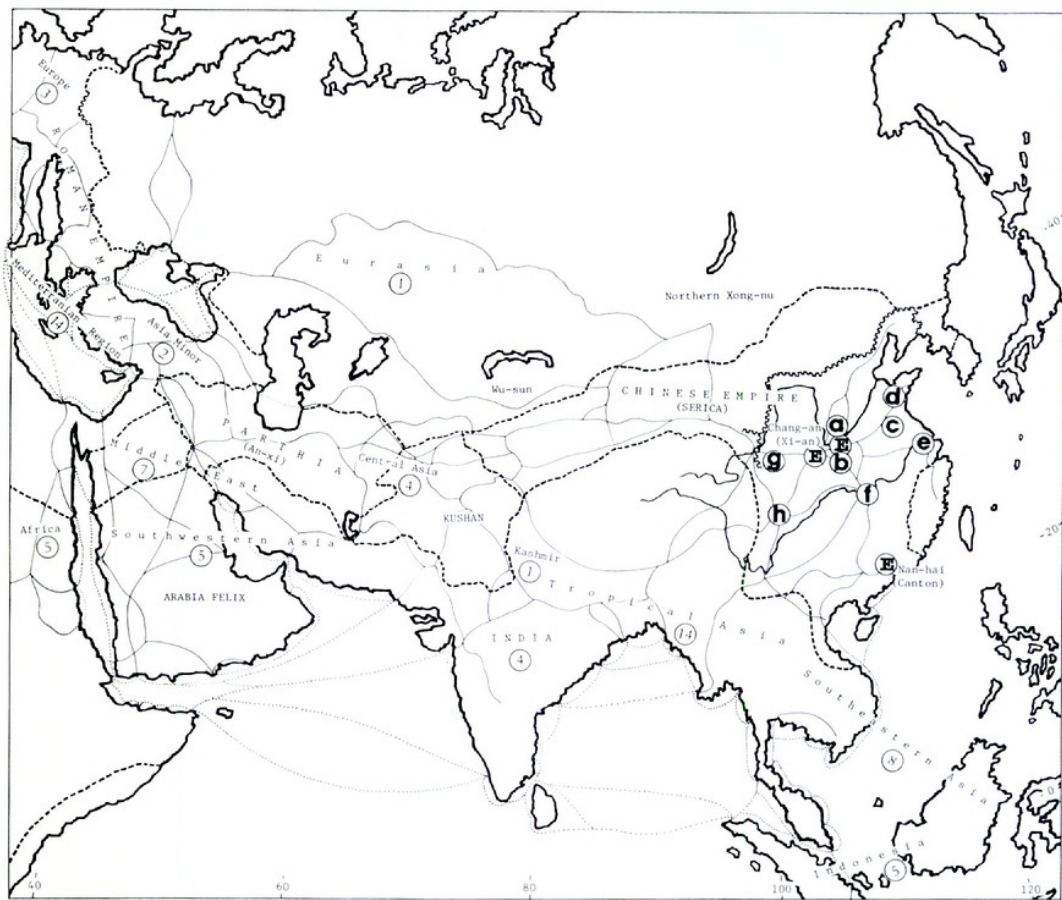 Europe
3
ROMAN EMPIRE
Mediterranian Region
14
Asia Minor
2
Eurasia
1
Northern Xong-nu
Wu-sun
CHINESE EMPIRE
(SERICA)
Chang-an
(Xi-an)
a
E
b
c
d
e
E
g
f
h
E
Nan-hai
(Canton)
PARTHIA
(An-xi)
Central Asia
4
KUSHAN
Middle East
7
Africa
5
Southwestern Asia
5
ARABIA FELIX
Kashmir
1
Tropical Asia
14
INDIA
4
Southeastern Asia
8
Indonesia
5
40
60
80
100
120
-40
-20